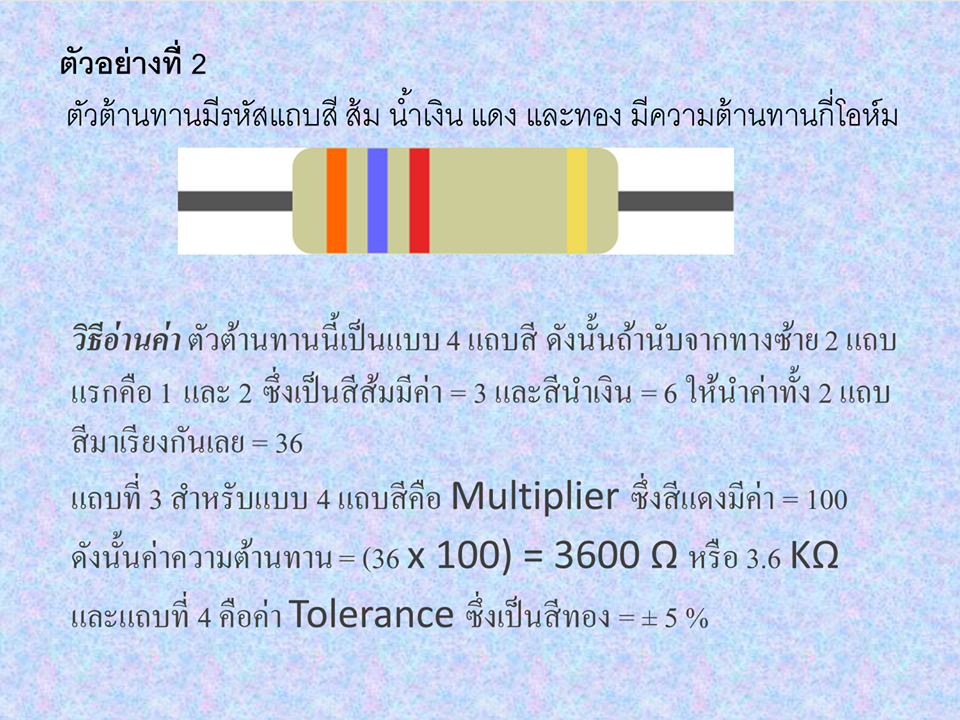 ตัวอย่างที่ 2
ตัวต้านทานมีรหัสแถบสี ส้ม น้ำเงิน แดง และทอง มีความต้านทานกี่โอห์ม
วิธีอ่านค่า ตัวต้านทานนี้เป็นแบบ 4 แถบสี ดังนั้นถ้านับจากทางซ้าย 2 แถบ
แรกคือ 1 และ 2 ซึ่งเป็นสีส้มมีค่า = 3 และสีนำเงิน = 6 ให้นำค่าทั้ง 2 แถบ
สีมาเรียงกันเลย = 36
แถบที่ 3 สำหรับแบบ 4 แถบสีคือ Multiplier ซึ่งสีแดงมีค่า = 100
ดังนั้นค่าความต้านทาน = (36 x 100) = 3600 Ω หรือ 3.6 KΩ
และแถบที่ 4 คือค่า Tolerance ซึ่งเป็นสีทอง = ± 5 %